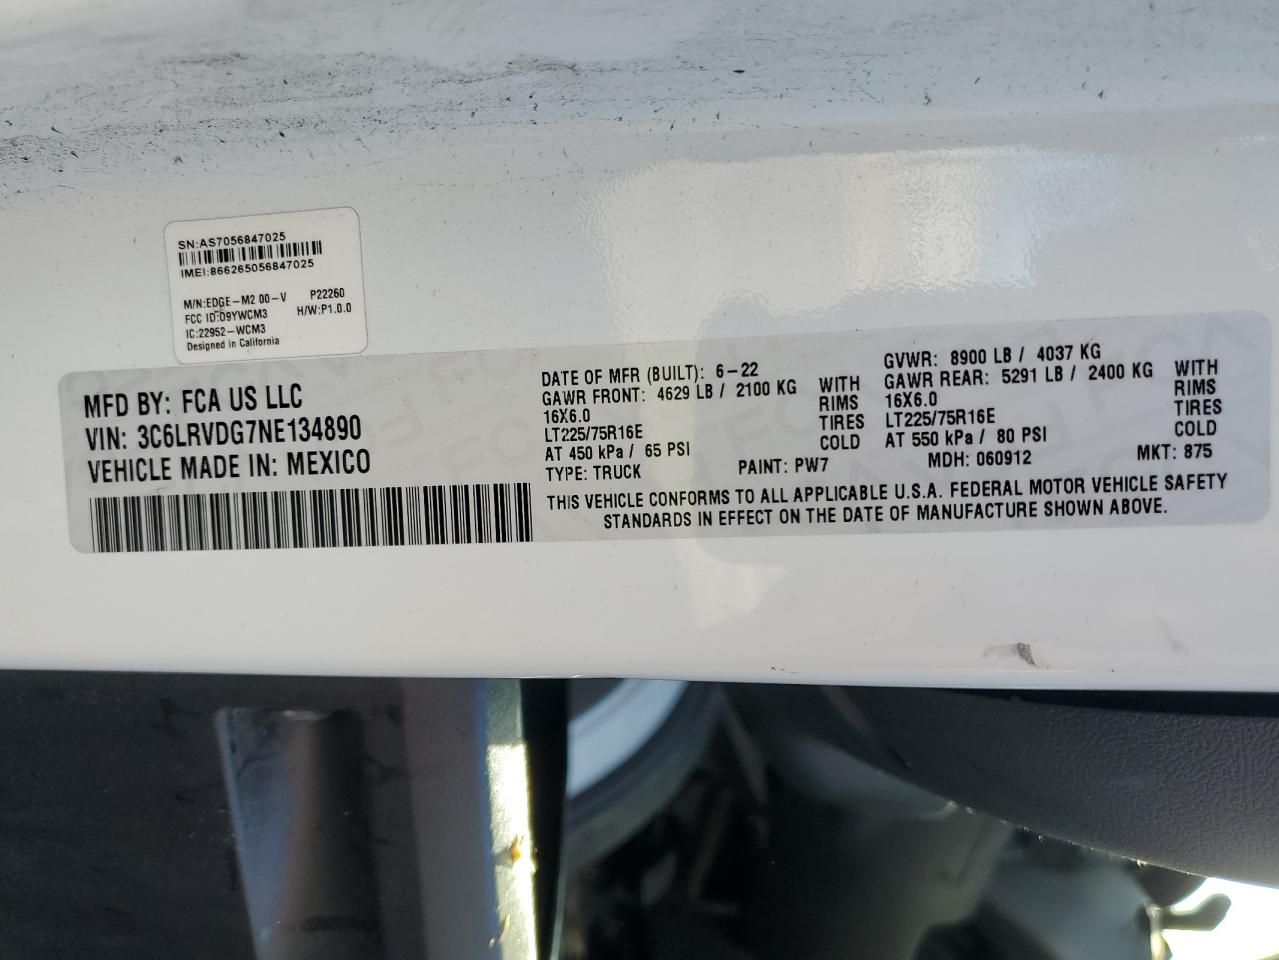 SN:AS7056847025
IMEI:866265056847025
M/N:EDGE-M2 00-V P22260
FCC ID:O9YWCM3 H/W:P1.0.0
IC:22952-WCM3
Designed in California
MFD BY: FCA US LLC
VIN: 3C6LRVDG7NE134890
VEHICLE MADE IN: MEXICO
DATE OF MFR (BUILT): 6-22
GAWR FRONT: 4629 LB / 2100 KG WITH
16X6.0 RIMS
LT225/75R16E TIRES
AT 450 kPa / 65 PSI COLD
TYPE: TRUCK PAINT: PW7
GVWR: 8900 LB / 4037 KG
GAWR REAR: 5291 LB / 2400 KG WITH
16X6.0 RIMS
LT225/75R16E TIRES
AT 550 kPa / 80 PSI COLD
MDH: 060912 MKT: 875
THIS VEHICLE CONFORMS TO ALL APPLICABLE U.S.A. FEDERAL MOTOR VEHICLE SAFETY
STANDARDS IN EFFECT ON THE DATE OF MANUFACTURE SHOWN ABOVE.